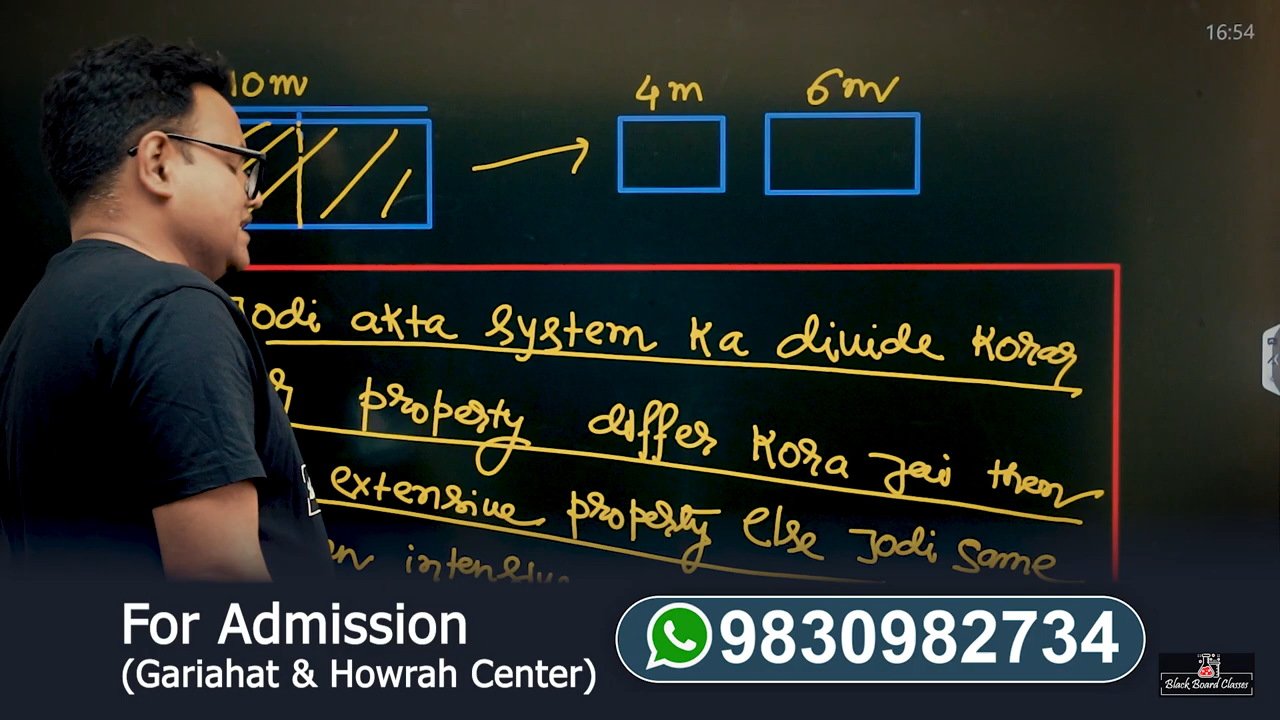 16:54
10m
4m
6m
Jodi akta system ka divide korar
property differ kora jai then
extensive property Else Jodi same
intensive
For Admission
(Gariahat & Howrah Center)
9830982734
Black Board Classes